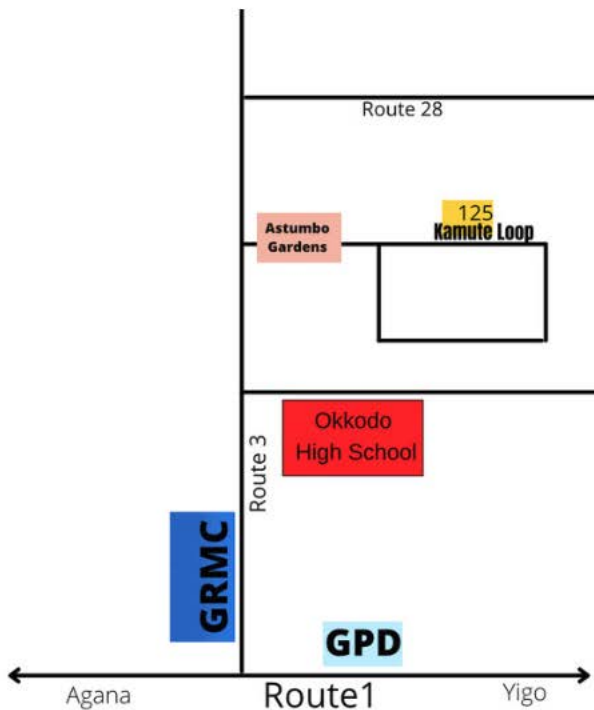 Route 28
125
Kamute Loop
Astumbo
Gardens
Okkodo
High School
Route 3
GRMC
GPD
Agana
Route1
Yigo